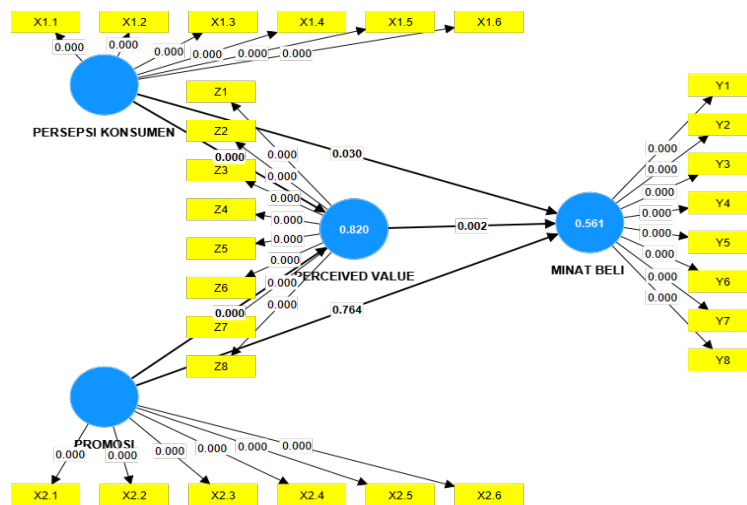 X1.1 X1.2 X1.3 X1.4 X1.5 X1.6
0.000 0.000 0.000 0.000 0.000 0.000
PERSEPSI KONSUMEN
Z1
Z2
Z3
Z4
Z5
Z6
Z7
Z8
0.000
0.000
0.000
0.000
0.000
0.000
0.000
0.000
0.000
0.000
0.030
0.002
0.764
0.820
PERCEIVED VALUE
0.561
MINAT BELI
0.000
0.000
0.000
0.000
0.000
0.000
0.000
0.000
Y1
Y2
Y3
Y4
Y5
Y6
Y7
Y8
PROMOSI
0.000 0.000 0.000 0.000 0.000 0.000
X2.1 X2.2 X2.3 X2.4 X2.5 X2.6